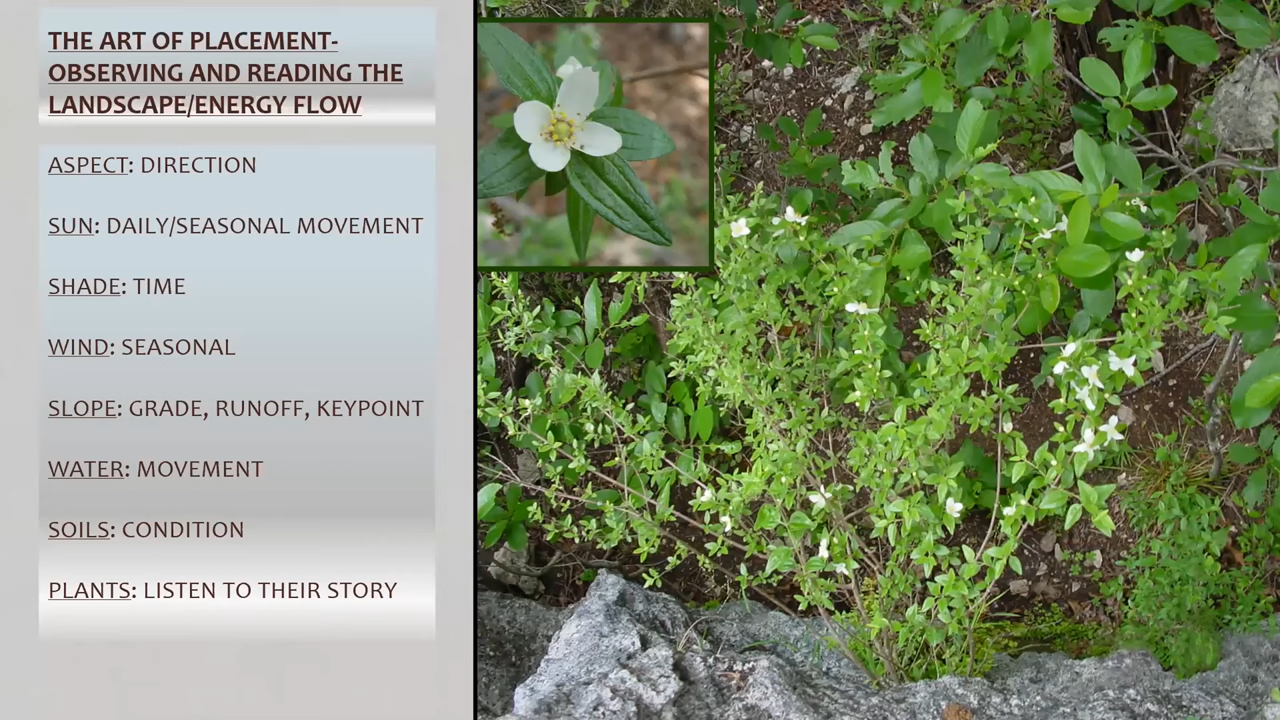 THE ART OF PLACEMENT-
OBSERVING AND READING THE
LANDSCAPE/ENERGY FLOW
ASPECT: DIRECTION
SUN: DAILY/SEASONAL MOVEMENT
SHADE: TIME
WIND: SEASONAL
SLOPE: GRADE, RUNOFF, KEYPOINT
WATER: MOVEMENT
SOILS: CONDITION
PLANTS: LISTEN TO THEIR STORY